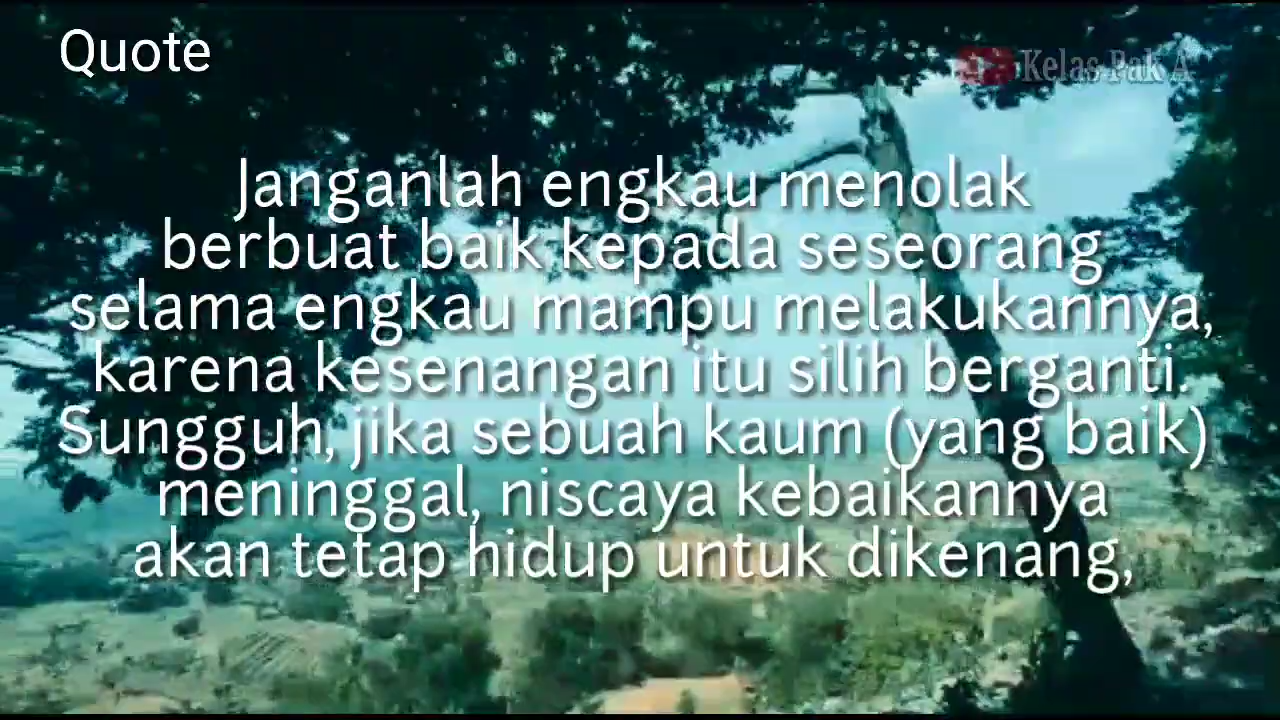 Quote
Kelas Pak A
Janganlah engkau menolak
berbuat baik kepada seseorang
selama engkau mampu melakukannya,
karena kesenangan itu silih berganti.
Sungguh, jika sebuah kaum (yang baik)
meninggal, niscaya kebaikannya
akan tetap hidup untuk dikenang,